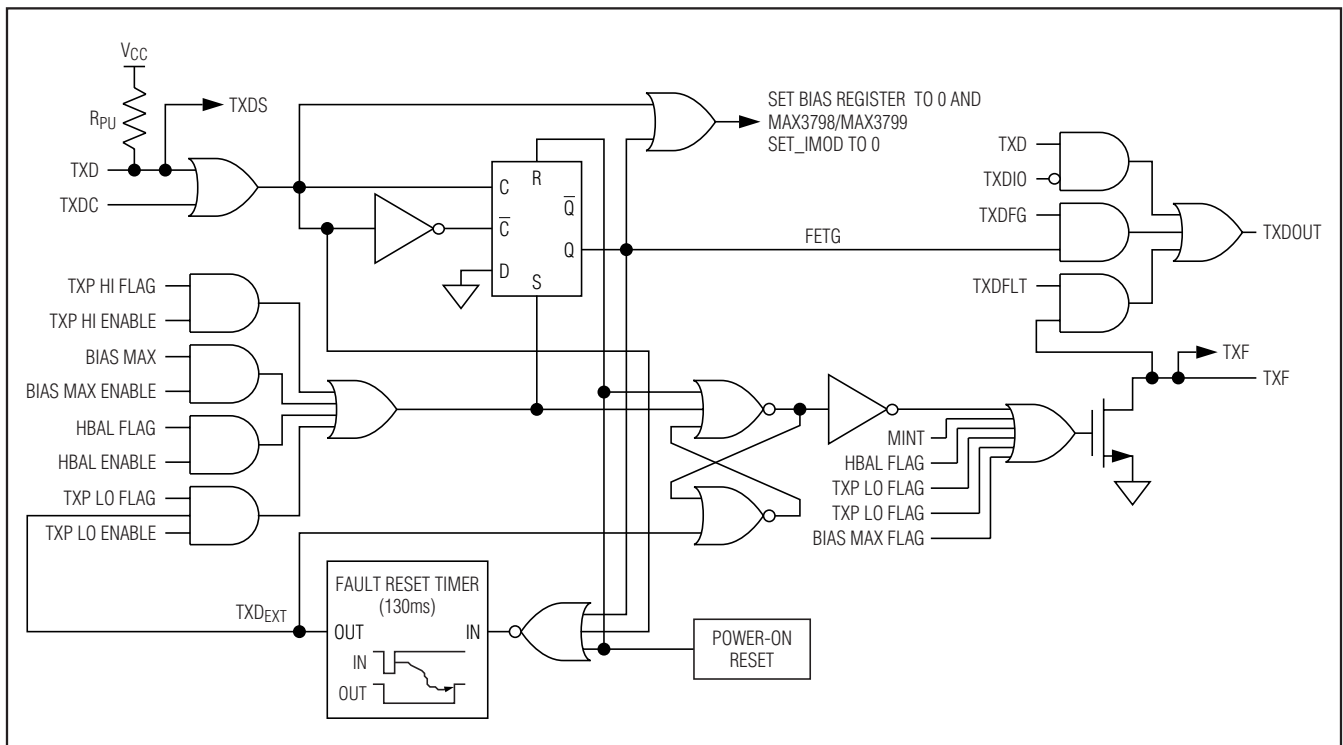 VCC
RPU
TXDS
TXD
TXDC
SET BIAS REGISTER TO 0 AND
MAX3798/MAX3799
SET_IMOD TO 0
R
C
Q
C
Q
D
S
FETG
TXD
TXDIO
TXDFG
TXDFLT
TXDOUT
TXF
TXF
TXP HI FLAG
TXP HI ENABLE
BIAS MAX
BIAS MAX ENABLE
HBAL FLAG
HBAL ENABLE
TXP LO FLAG
TXP LO ENABLE
MINT
HBAL FLAG
TXP LO FLAG
TXP LO FLAG
BIAS MAX FLAG
TXDEXT
FAULT RESET TIMER
(130ms)
OUT
IN
IN
OUT
POWER-ON
RESET